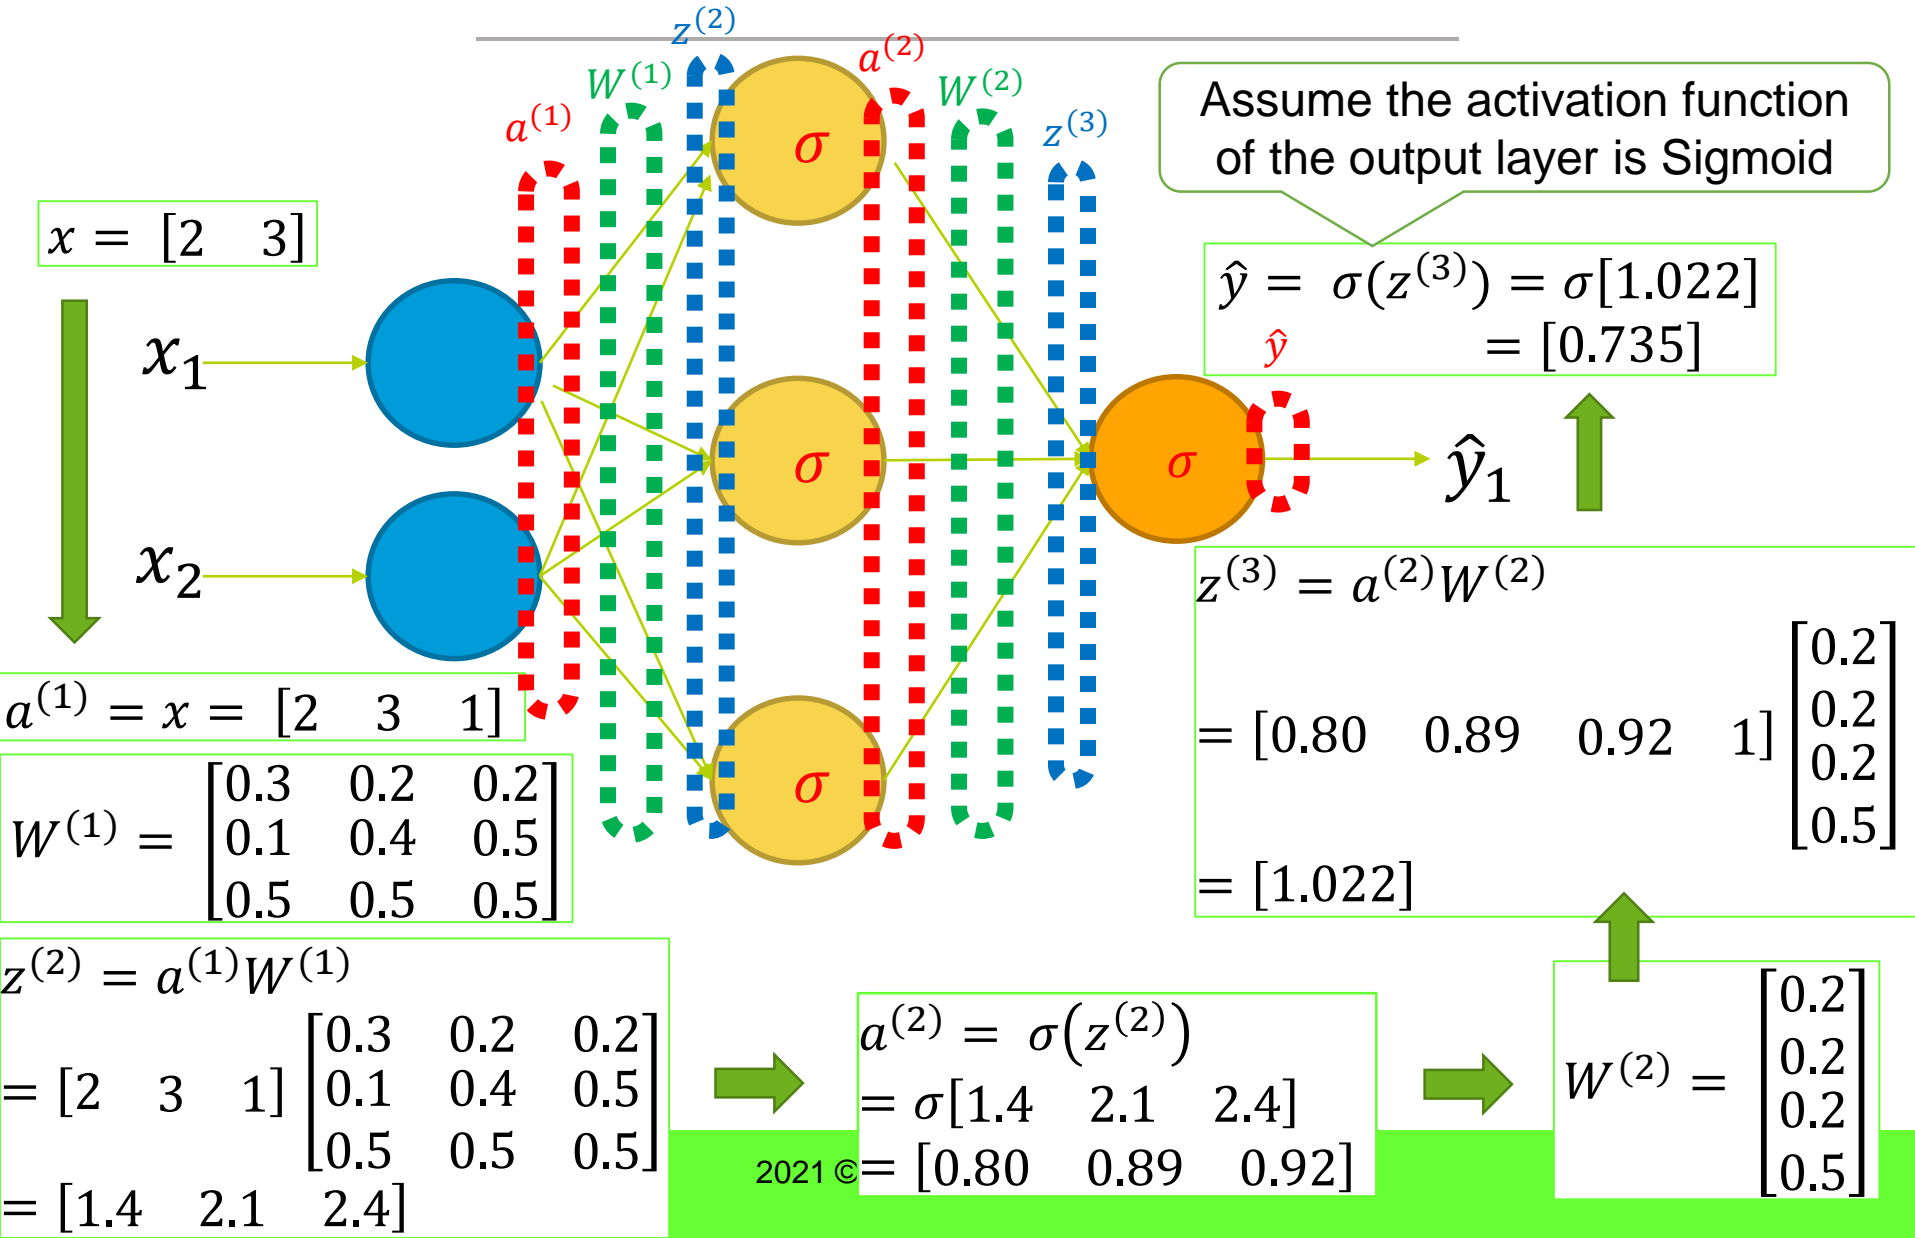 z^(2)
a^(2)
W^(1)
W^(2)
a^(1)
z^(3)
Assume the activation function
of the output layer is Sigmoid
x = [2 3]
σ
ŷ = σ(z^(3)) = σ[1.022]
ŷ = [0.735]
x₁
σ
σ
ŷ₁
x₂
z^(3) = a^(2)W^(2)
= [0.80 0.89 0.92 1] [0.2
0.2
0.2
0.5]
= [1.022]
a^(1) = x = [2 3 1]
σ
W^(1) = [0.3 0.2 0.2
0.1 0.4 0.5
0.5 0.5 0.5]
z^(2) = a^(1)W^(1)
= [2 3 1] [0.3 0.2 0.2
0.1 0.4 0.5
0.5 0.5 0.5]
= [1.4 2.1 2.4]
a^(2) = σ(z^(2))
= σ[1.4 2.1 2.4]
= [0.80 0.89 0.92]
W^(2) = [0.2
0.2
0.2
0.5]
2021 ©